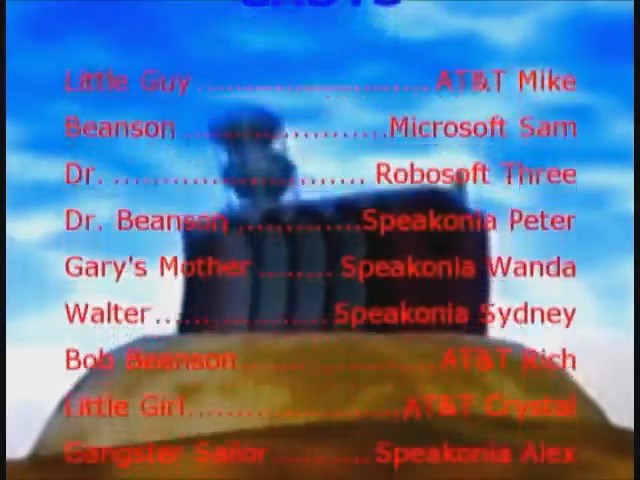 Little Guy ........................ AT&T Mike
Beanson ......................Microsoft Sam
Dr. .......................... Robosoft Three
Dr. Beanson .............Speakonia Peter
Gary's Mother ........ Speakonia Wanda
Walter.................. Speakonia Sydney
Bob Beanson.................... AT&T Rich
Little Girl....................... AT&T Crystal
Gangster Sailor ........... Speakonia Alex